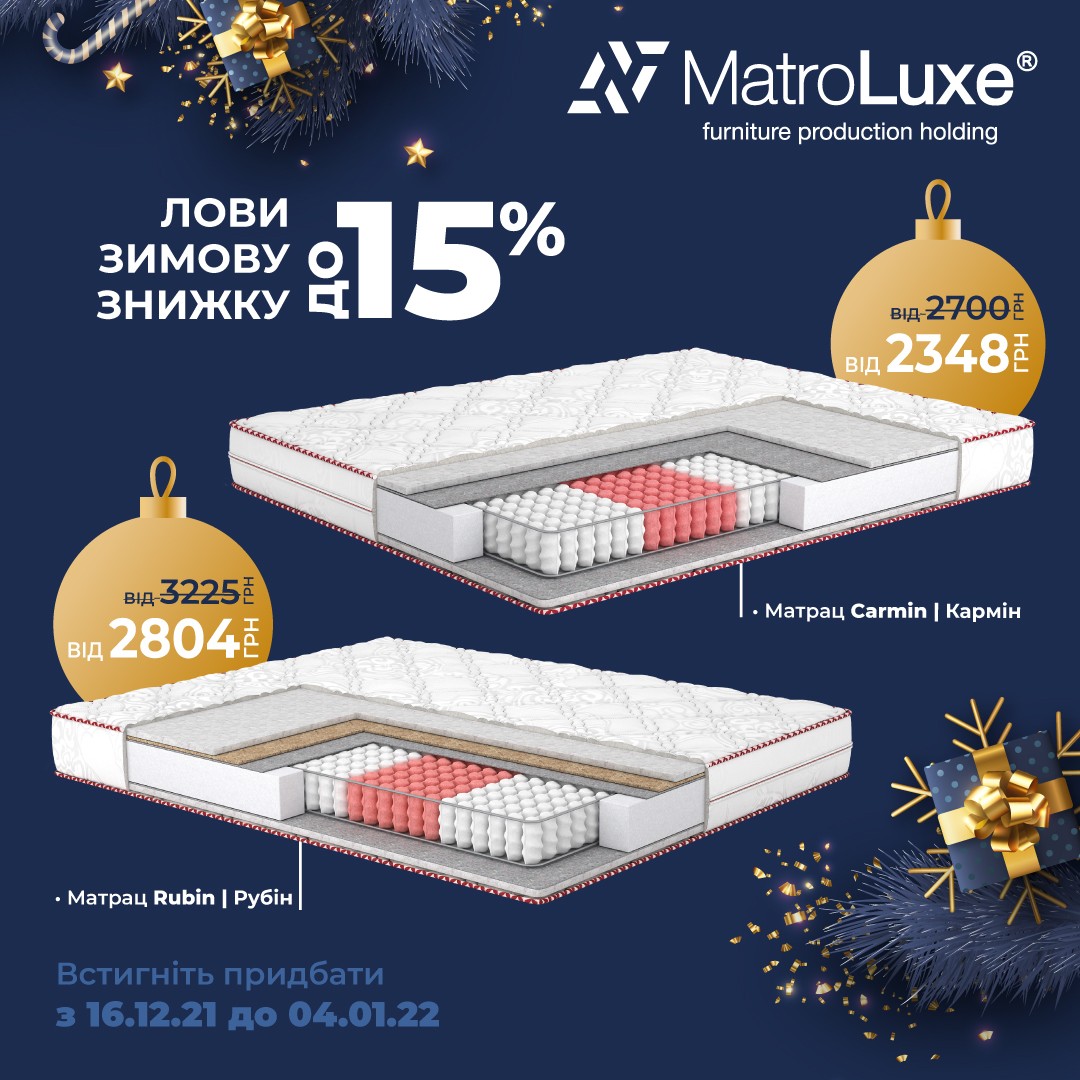 MatroLuxe®
furniture production holding
ЛОВИ
ЗИМОВУ
ЗНИЖКУ
ДО 15%
від 2700 ГРН
від 2348 ГРН
• Матрац Carmin | Кармін
від 3225 ГРН
від 2804 ГРН
• Матрац Rubin | Рубін
Встигніть придбати
з 16.12.21 до 04.01.22